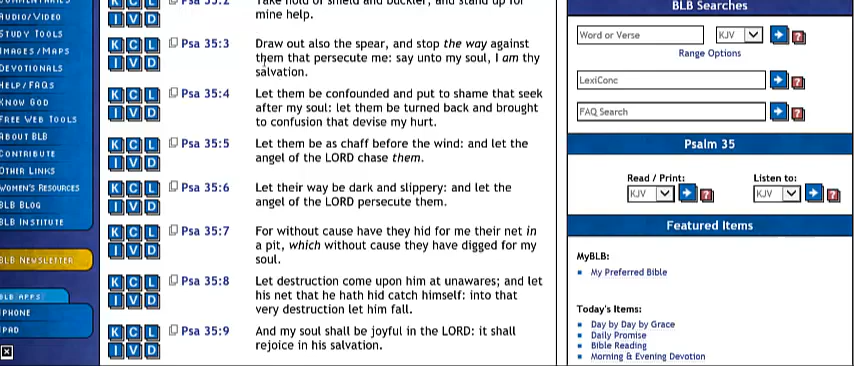 AUDIO/VIDEO
STUDY TOOLS
IMAGES/MAPS
DEVOTIONALS
HELP/FAQS
KNOW GOD
FREE WEB TOOLS
ABOUT BLB
CONTRIBUTE
OTHER LINKS
WOMEN'S RESOURCES
BLB BLOG
BLB INSTITUTE
BLB NEWSLETTER
BLB APPS
IPHONE
IPAD
K C L
I V D
mine help.
K C L Psa 35:3 Draw out also the spear, and stop the way against
I V D them that persecute me: say unto my soul, I am thy
salvation.
K C L Psa 35:4 Let them be confounded and put to shame that seek
I V D after my soul: let them be turned back and brought
to confusion that devise my hurt.
K C L Psa 35:5 Let them be as chaff before the wind: and let the
I V D angel of the LORD chase them.
K C L Psa 35:6 Let their way be dark and slippery: and let the
I V D angel of the LORD persecute them.
K C L Psa 35:7 For without cause have they hid for me their net in
I V D a pit, which without cause they have digged for my
soul.
K C L Psa 35:8 Let destruction come upon him at unawares; and let
I V D his net that he hath hid catch himself: into that
very destruction let him fall.
K C L Psa 35:9 And my soul shall be joyful in the LORD: it shall
I V D rejoice in his salvation.
BLB Searches
Word or Verse KJV ?
Range Options
LexiConc ?
FAQ Search ?
Psalm 35
Read / Print: Listen to:
KJV ? KJV ?
Featured Items
MyBLB:
My Preferred Bible
Today's Items:
Day by Day by Grace
Daily Promise
Bible Reading
Morning & Evening Devotion